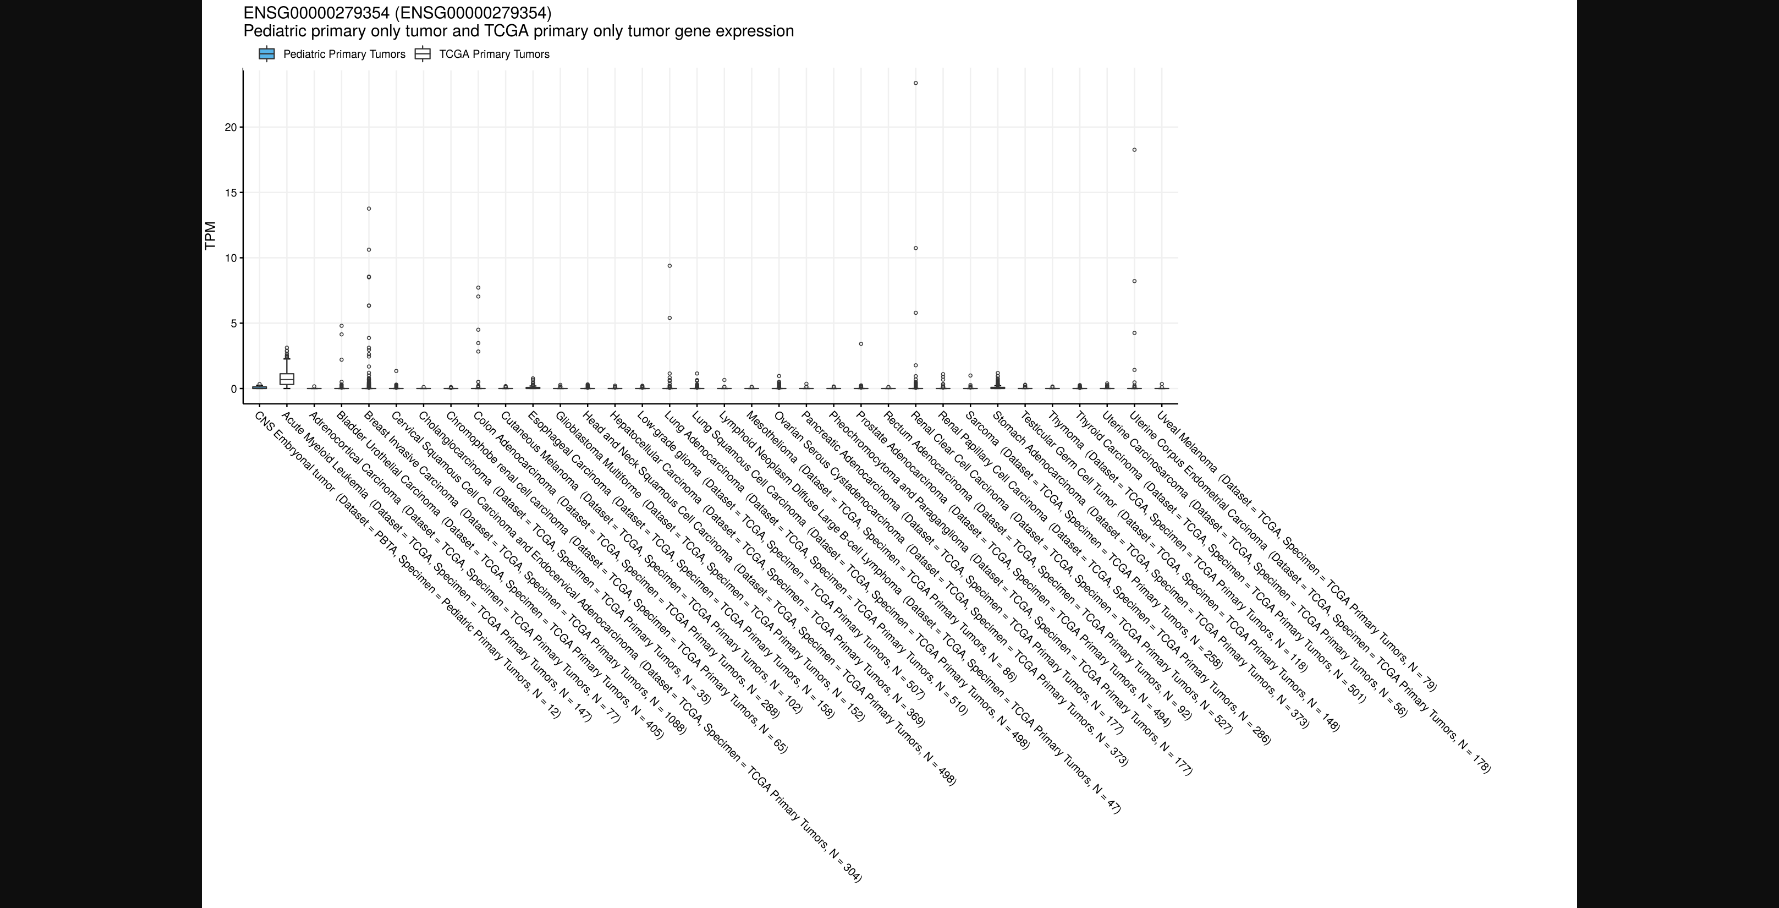 ENSG00000279354 (ENSG00000279354)
Pediatric primary only tumor and TCGA primary only tumor gene expression
Pediatric Primary Tumors
TCGA Primary Tumors
TPM
20
15
10
5
0
CNS Embryonal tumor (Dataset = PBTA, Specimen = Pediatric Primary Tumors, N = 12)
Acute Myeloid Leukemia (Dataset = TCGA, Specimen = TCGA Primary Tumors, N = 147)
Adrenocortical Carcinoma (Dataset = TCGA, Specimen = TCGA Primary Tumors, N = 77)
Bladder Urothelial Carcinoma (Dataset = TCGA, Specimen = TCGA Primary Tumors, N = 405)
Breast Invasive Carcinoma (Dataset = TCGA, Specimen = TCGA Primary Tumors, N = 1088)
Cervical Squamous Cell Carcinoma and Endocervical Adenocarcinoma (Dataset = TCGA, Specimen = TCGA Primary Tumors, N = 304)
Cholangiocarcinoma (Dataset = TCGA, Specimen = TCGA Primary Tumors, N = 35)
Chromophobe renal cell carcinoma (Dataset = TCGA, Specimen = TCGA Primary Tumors, N = 65)
Colon Adenocarcinoma (Dataset = TCGA, Specimen = TCGA Primary Tumors, N = 288)
Cutaneous Melanoma (Dataset = TCGA, Specimen = TCGA Primary Tumors, N = 102)
Esophageal Carcinoma (Dataset = TCGA, Specimen = TCGA Primary Tumors, N = 158)
Glioblastoma Multiforme (Dataset = TCGA, Specimen = TCGA Primary Tumors, N = 152)
Head and Neck Squamous Cell Carcinoma (Dataset = TCGA, Specimen = TCGA Primary Tumors, N = 498)
Hepatocellular Carcinoma (Dataset = TCGA, Specimen = TCGA Primary Tumors, N = 369)
Low-grade glioma (Dataset = TCGA, Specimen = TCGA Primary Tumors, N = 507)
Lung Adenocarcinoma (Dataset = TCGA, Specimen = TCGA Primary Tumors, N = 510)
Lung Squamous Cell Carcinoma (Dataset = TCGA, Specimen = TCGA Primary Tumors, N = 498)
Lymphoid Neoplasm Diffuse Large B-cell Lymphoma (Dataset = TCGA, Specimen = TCGA Primary Tumors, N = 47)
Mesothelioma (Dataset = TCGA, Specimen = TCGA Primary Tumors, N = 86)
Ovarian Serous Cystadenocarcinoma (Dataset = TCGA, Specimen = TCGA Primary Tumors, N = 373)
Pancreatic Adenocarcinoma (Dataset = TCGA, Specimen = TCGA Primary Tumors, N = 177)
Pheochromocytoma and Paraganglioma (Dataset = TCGA, Specimen = TCGA Primary Tumors, N = 177)
Prostate Adenocarcinoma (Dataset = TCGA, Specimen = TCGA Primary Tumors, N = 494)
Rectum Adenocarcinoma (Dataset = TCGA, Specimen = TCGA Primary Tumors, N = 92)
Renal Clear Cell Carcinoma (Dataset = TCGA, Specimen = TCGA Primary Tumors, N = 527)
Renal Papillary Cell Carcinoma (Dataset = TCGA, Specimen = TCGA Primary Tumors, N = 286)
Sarcoma (Dataset = TCGA, Specimen = TCGA Primary Tumors, N = 258)
Stomach Adenocarcinoma (Dataset = TCGA, Specimen = TCGA Primary Tumors, N = 373)
Testicular Germ Cell Tumor (Dataset = TCGA, Specimen = TCGA Primary Tumors, N = 148)
Thymoma (Dataset = TCGA, Specimen = TCGA Primary Tumors, N = 118)
Thyroid Carcinoma (Dataset = TCGA, Specimen = TCGA Primary Tumors, N = 501)
Uterine Carcinosarcoma (Dataset = TCGA, Specimen = TCGA Primary Tumors, N = 56)
Uterine Corpus Endometrial Carcinoma (Dataset = TCGA, Specimen = TCGA Primary Tumors, N = 178)
Uveal Melanoma (Dataset = TCGA, Specimen = TCGA Primary Tumors, N = 79)